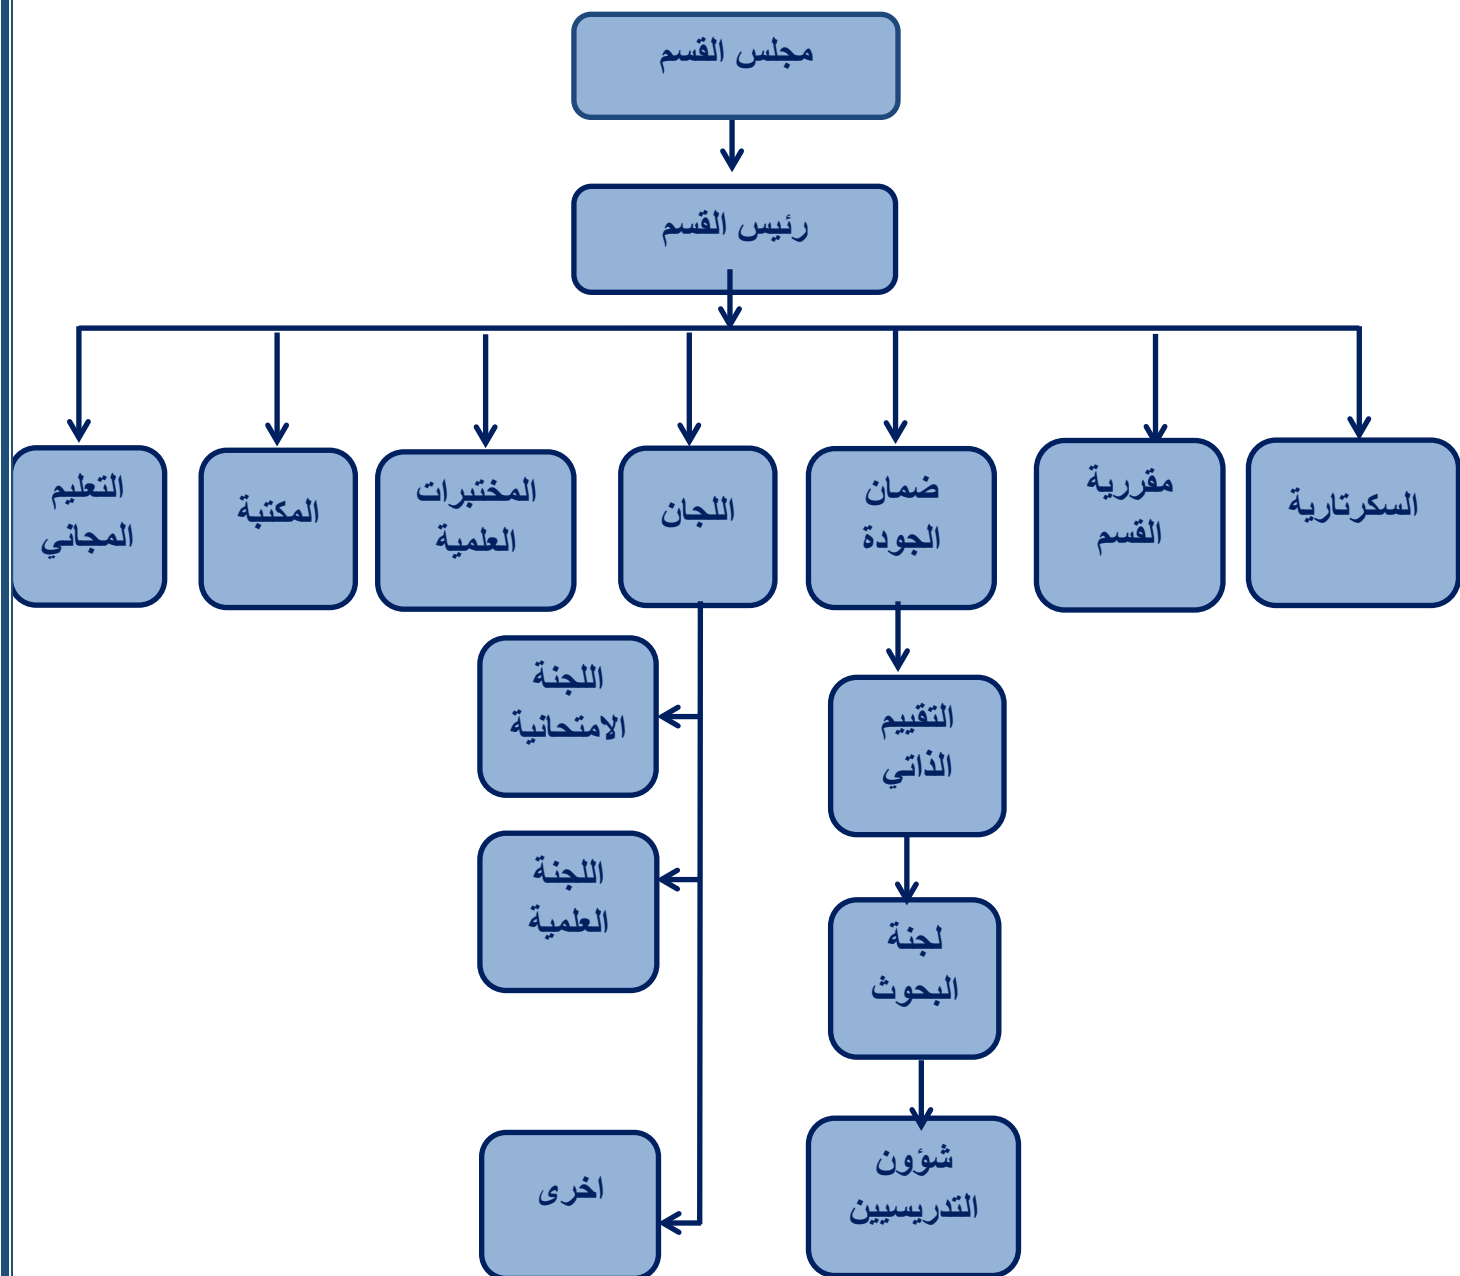 مجلس القسم
رئيس القسم
السكرتارية
مقررية
القسم
ضمان
الجودة
اللجان
المختبرات
العلمية
المكتبة
التعليم
المجاني
التقييم
الذاتي
لجنة
البحوث
شؤون
التدريسيين
اللجنة
الامتحانية
اللجنة
العلمية
اخرى